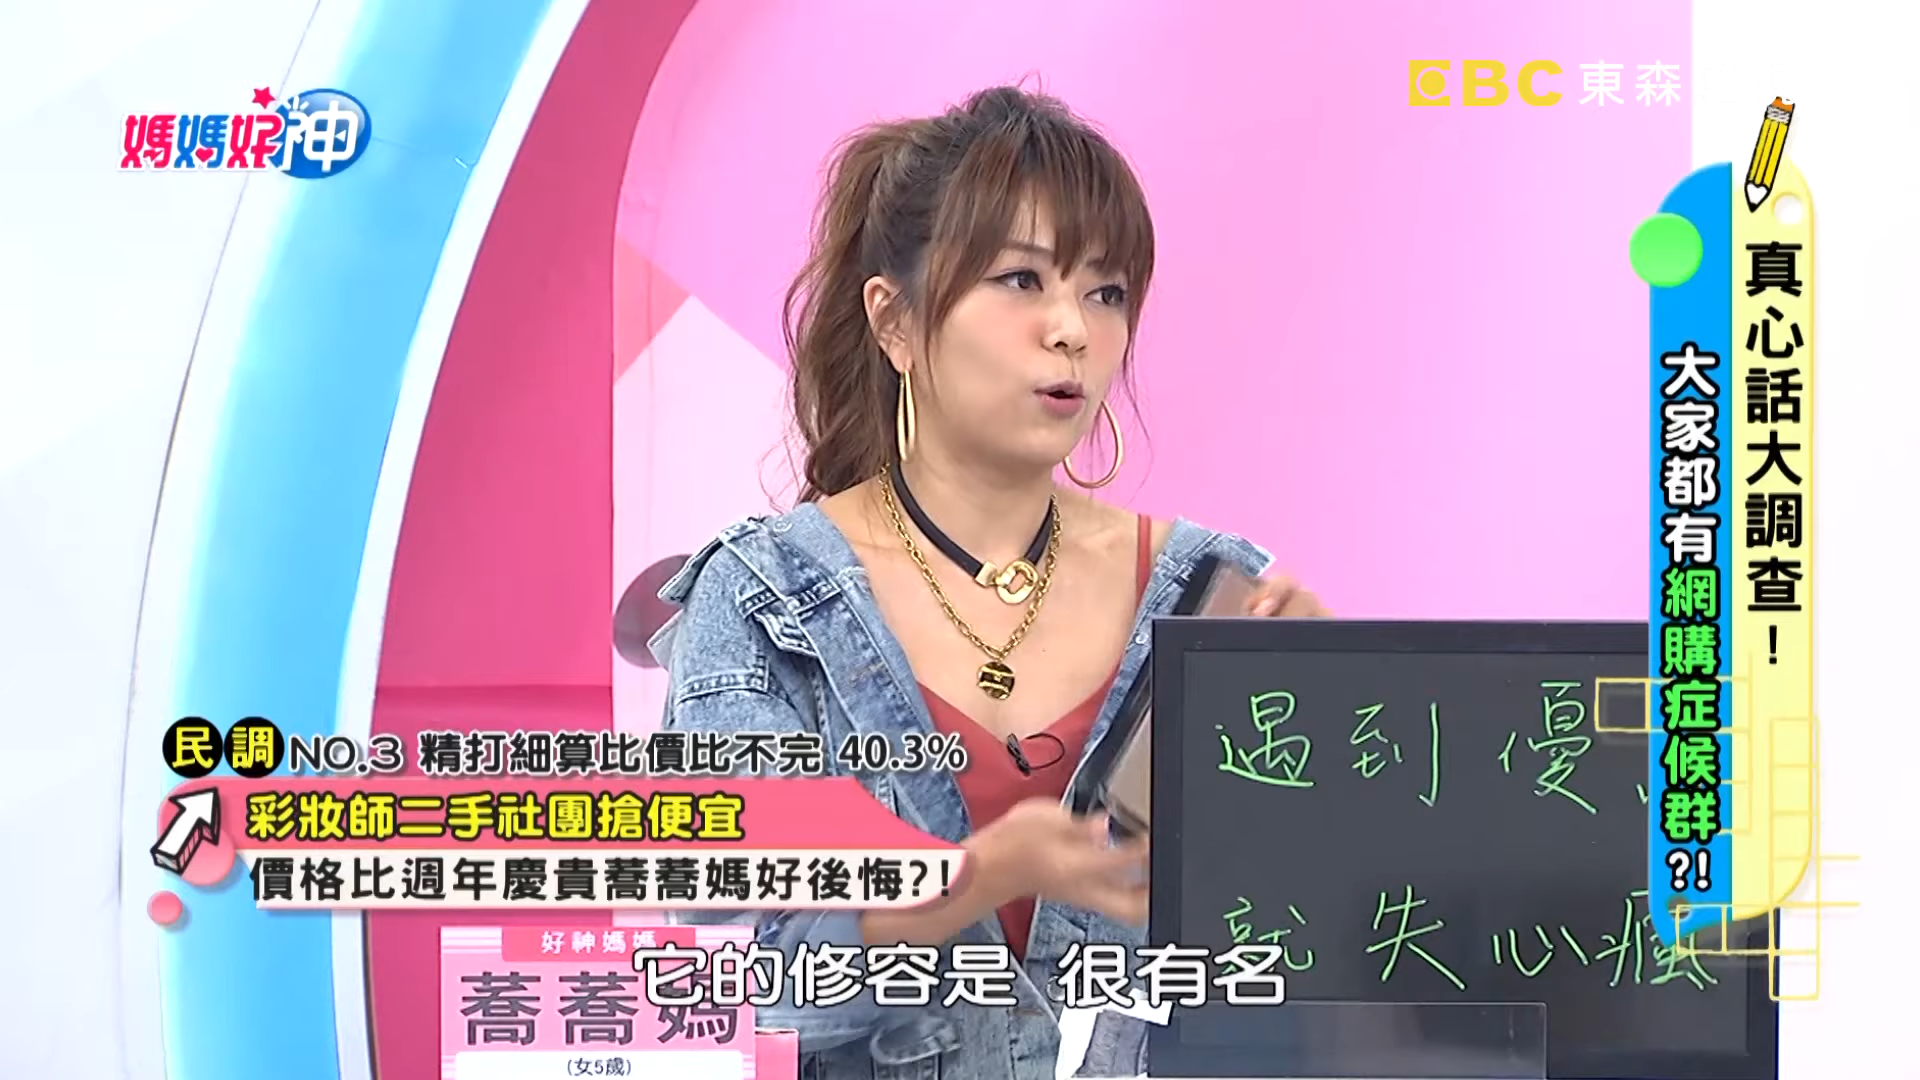 媽媽好神
EBC 東森
真心話大調查！
大家都有網購症候群?!
民調 NO.3 精打細算比價比不完 40.3%
彩妝師二手社團搶便宜
價格比週年慶貴蕎蕎媽好後悔?!
遇到優
就失心瘋
好神媽媽
蕎蕎媽
(女5歲)
它的修容是 很有名